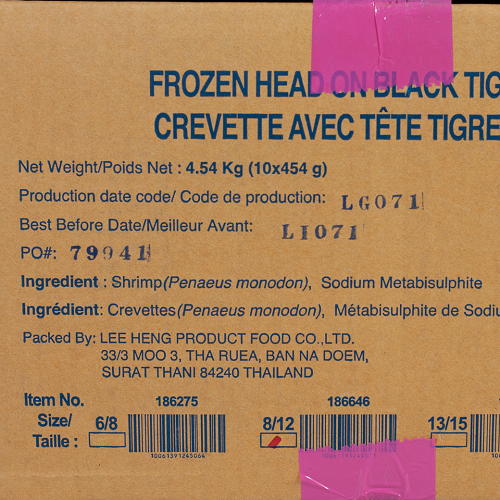 FROZEN HEAD ON BLACK TIG
CREVETTE AVEC TÊTE TIGRE
Net Weight/Poids Net : 4.54 Kg (10x454 g)
Production date code/ Code de production: LG071
Best Before Date/Meilleur Avant: LI071
PO#: 79941
Ingredient : Shrimp(Penaeus monodon), Sodium Metabisulphite
Ingrédient: Crevettes(Penaeus monodon), Métabisulphite de Sodiu
Packed By: LEE HENG PRODUCT FOOD CO.,LTD.
33/3 MOO 3, THA RUEA, BAN NA DOEM,
SURAT THANI 84240 THAILAND
Item No. 186275 186646
Size/ 6/8 8/12 13/15
Taille :
10061391245064